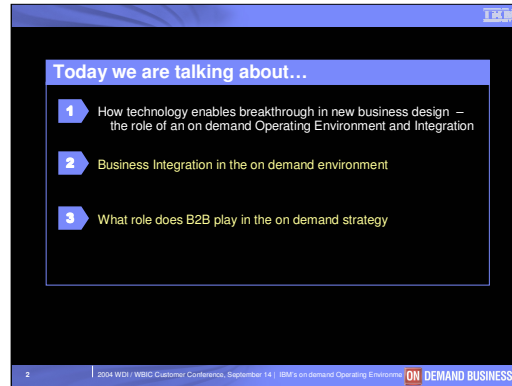 IBM
Today we are talking about…
1
How technology enables breakthrough in new business design –
the role of an on demand Operating Environment and Integration
2
Business Integration in the on demand environment
3
What role does B2B play in the on demand strategy
2
2004 WDI / WBIC Customer Conference, September 14 | IBM's on demand Operating Environme
ON DEMAND BUSINESS